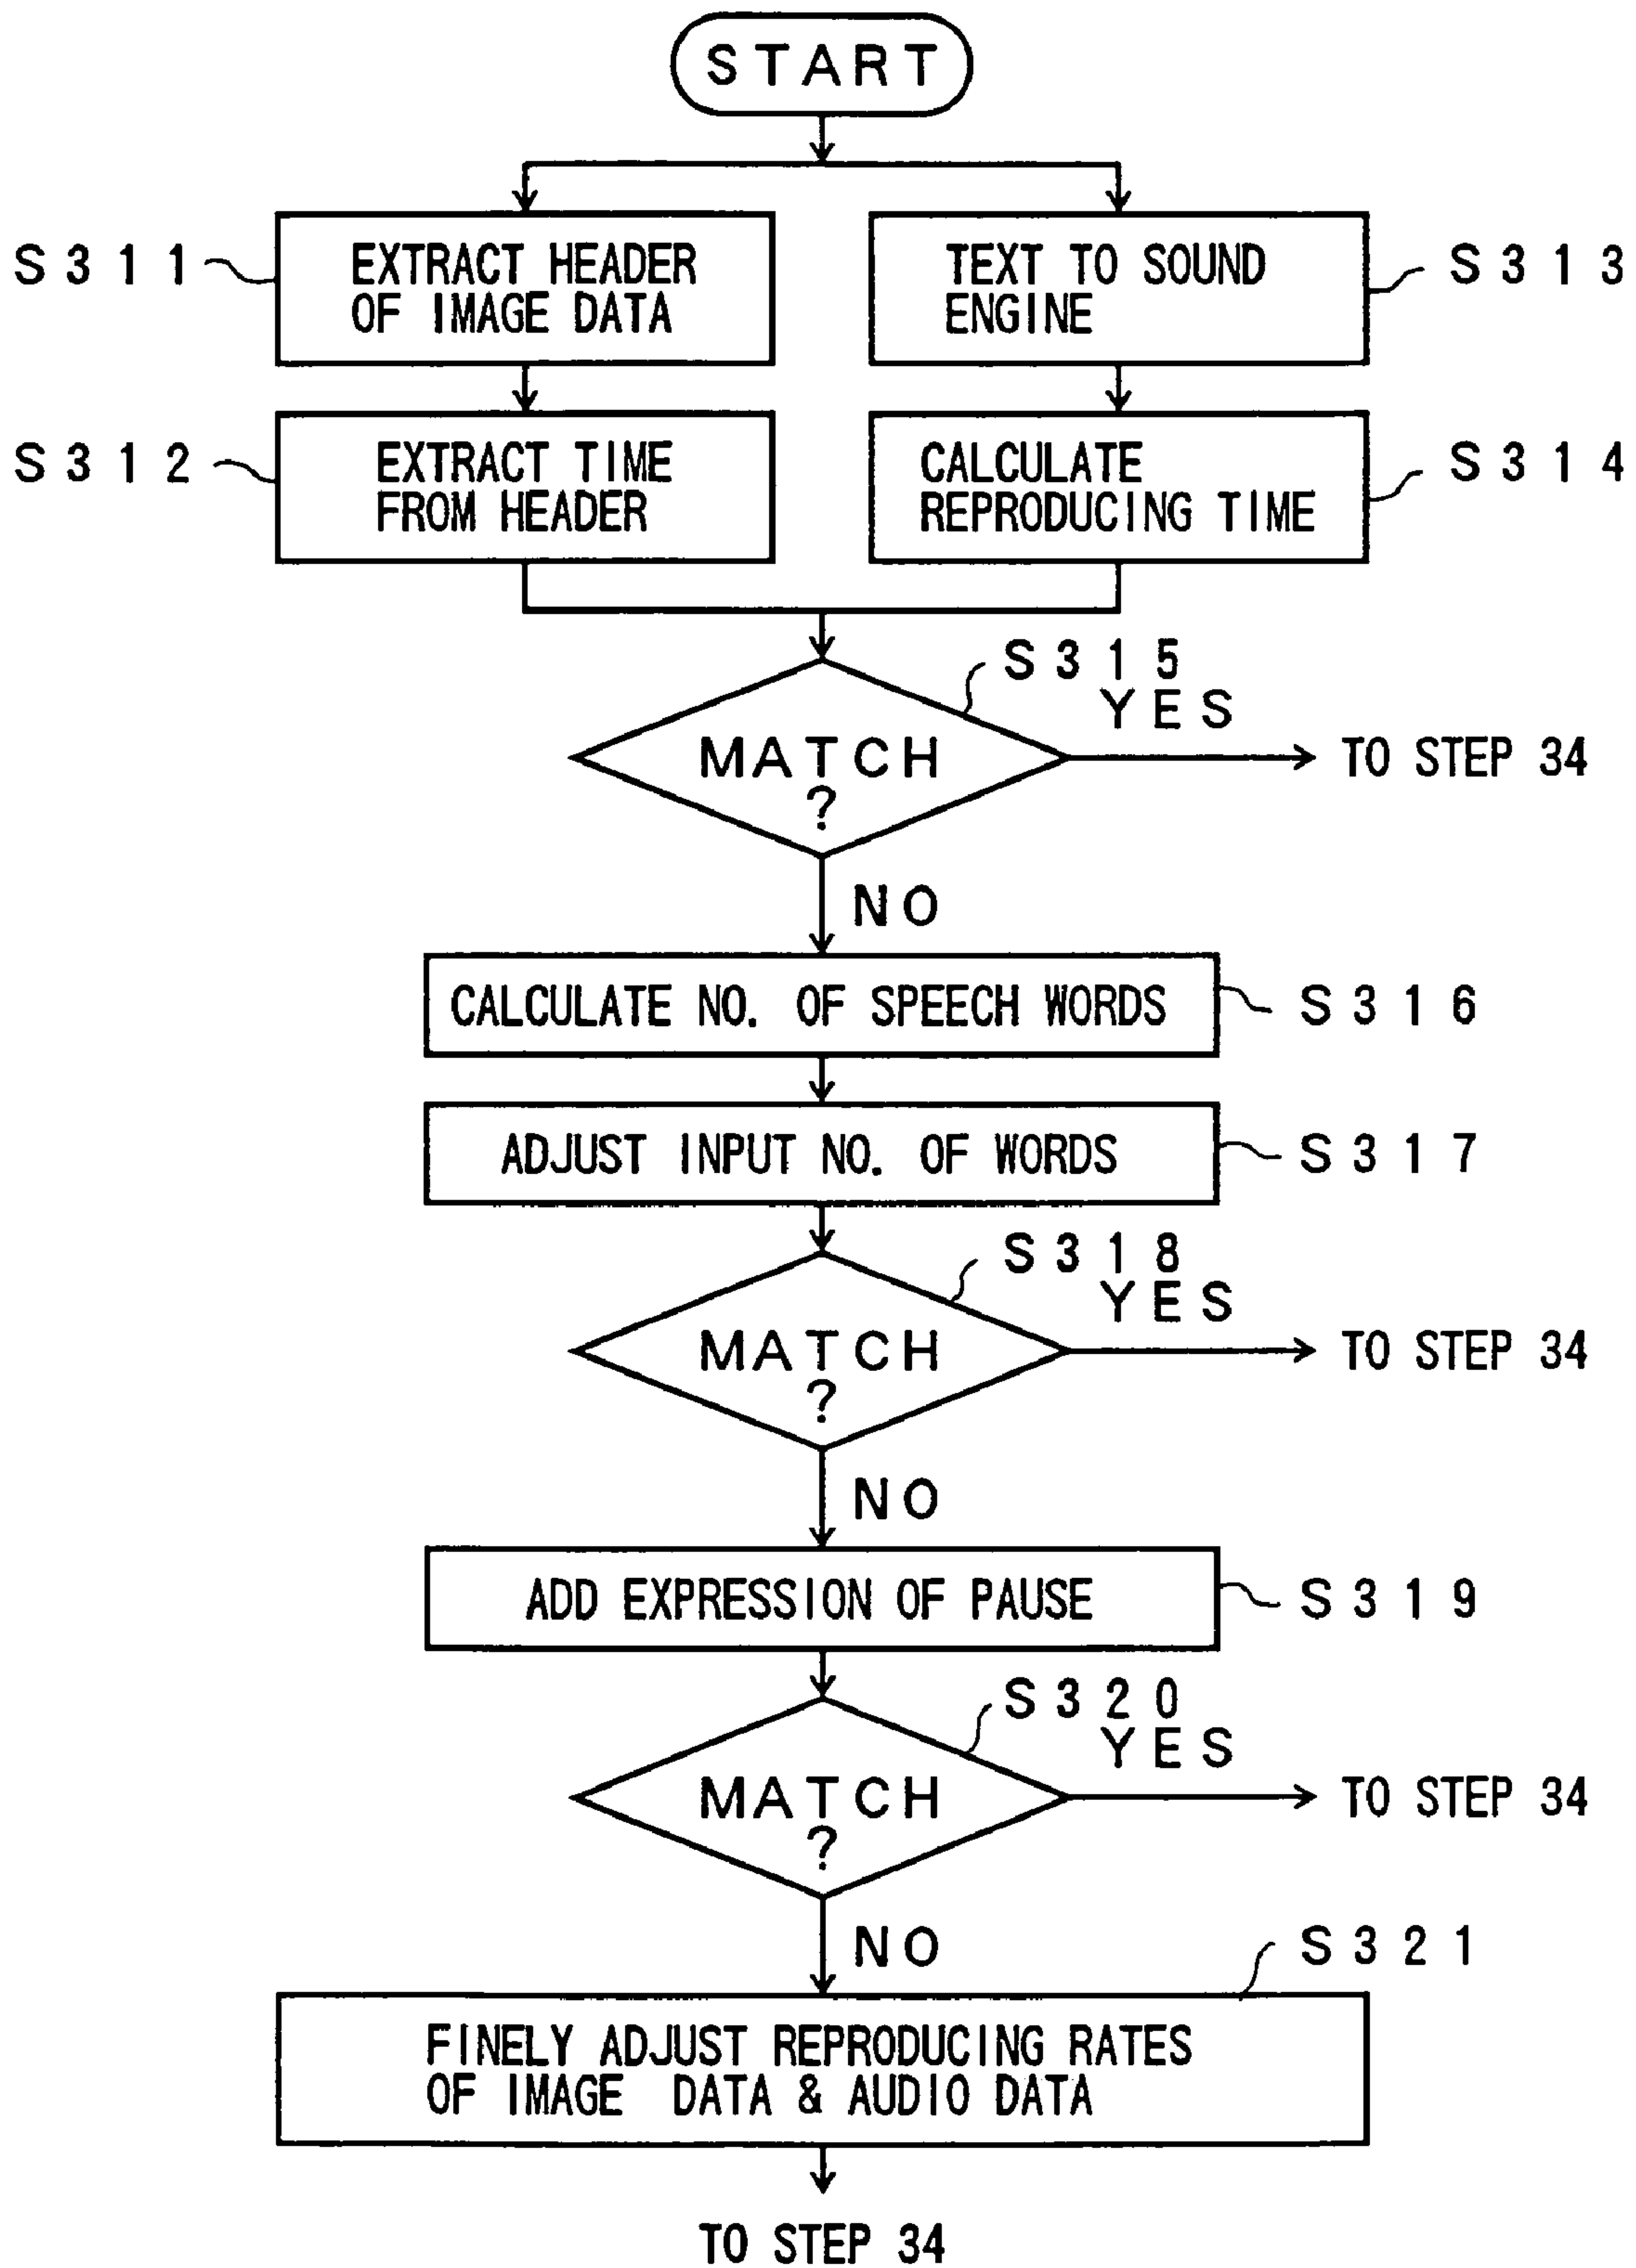 START
S311
EXTRACT HEADER
OF IMAGE DATA
TEXT TO SOUND
ENGINE
S313
S312
EXTRACT TIME
FROM HEADER
CALCULATE
REPRODUCING TIME
S314
S315
YES
MATCH
?
TO STEP 34
NO
CALCULATE NO. OF SPEECH WORDS
S316
ADJUST INPUT NO. OF WORDS
S317
S318
YES
MATCH
?
TO STEP 34
NO
ADD EXPRESSION OF PAUSE
S319
S320
YES
MATCH
?
TO STEP 34
NO
S321
FINELY ADJUST REPRODUCING RATES
OF IMAGE DATA & AUDIO DATA
TO STEP 34